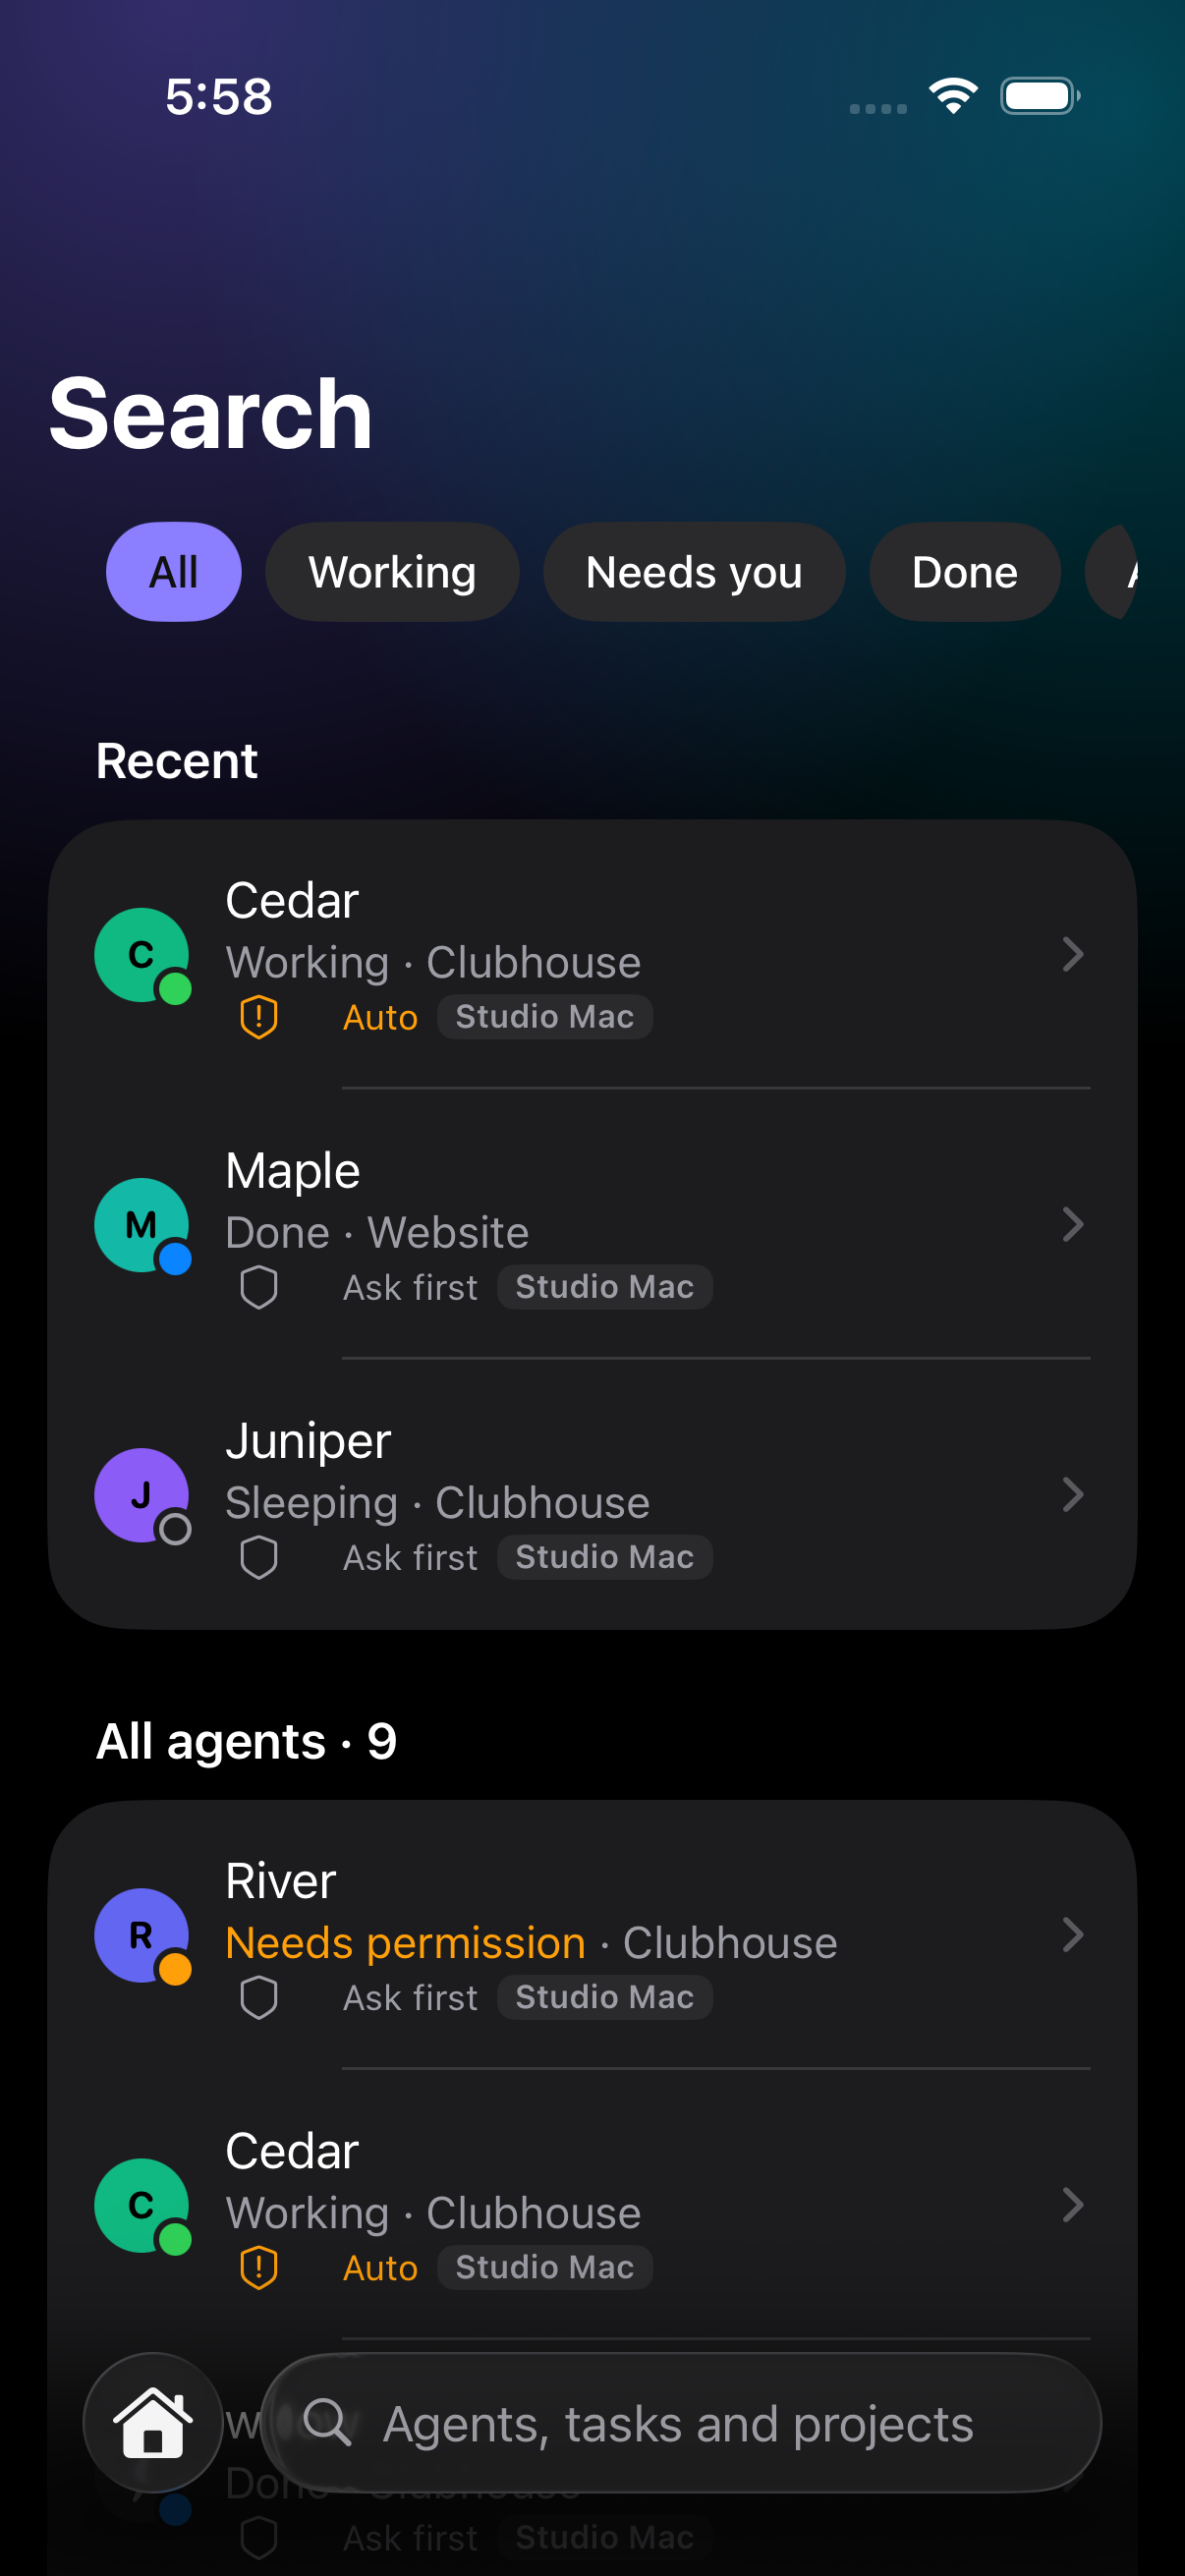 5:58
Search
All
Working
Needs you
Done
Recent
C
Cedar
Working · Clubhouse
Auto
Studio Mac
M
Maple
Done · Website
Ask first
Studio Mac
J
Juniper
Sleeping · Clubhouse
Ask first
Studio Mac
All agents · 9
R
River
Needs permission · Clubhouse
Ask first
Studio Mac
C
Cedar
Working · Clubhouse
Auto
Studio Mac
Agents, tasks and projects
Ask first
Studio Mac